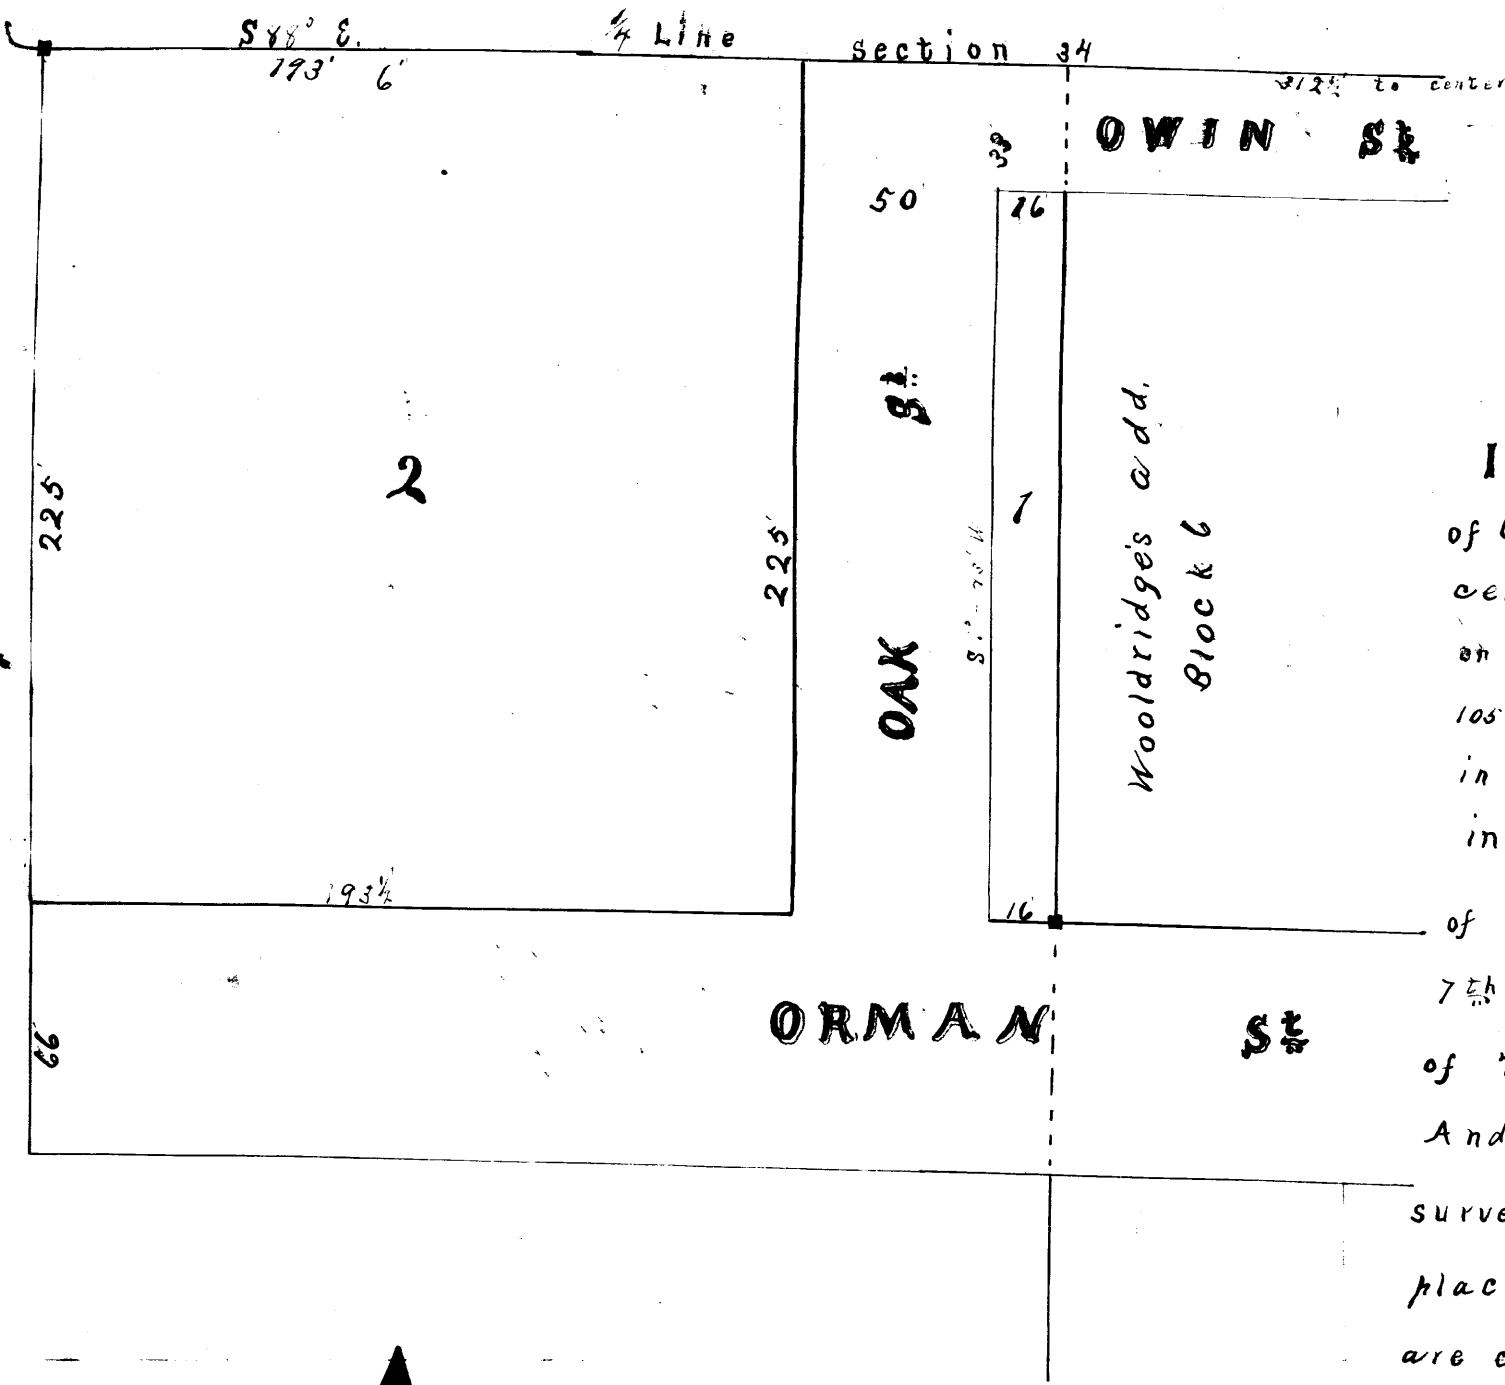 S 88° E. 1/4 Line section 34
193' 6" to center
OWIN St
33
50' 16
OAK St.
2
1
225'
225'
Wooldridge's add.
Block 6
193½
16
ORMAN St
66'
I
of
on
105
in
in
of
7th
of
And
surve
plac
are